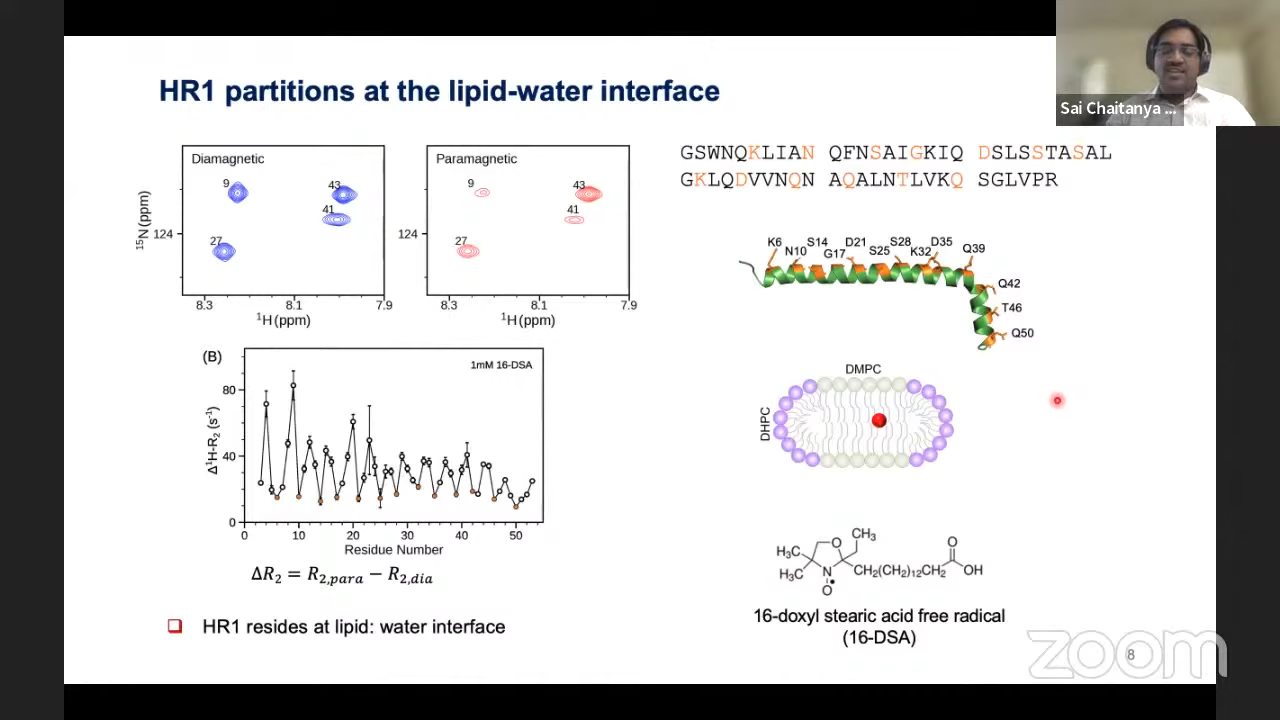 HR1 partitions at the lipid-water interface
Sai Chaitanya ...
Diamagnetic
9
43
41
27
124
15N (ppm)
8.3
8.1
7.9
1H (ppm)
Paramagnetic
9
43
41
27
124
8.3
8.1
7.9
1H (ppm)
GSWNQKLIAN QFNSAIGKIQ DSLSSTASAL
GKLQDVVNQN AQALNTLVKQ SGLVPR
K6
N10
S14
G17
D21
S25
S28
K32
D35
Q39
Q42
T46
Q50
(B)
1mM 16-DSA
80
40
0
Δ1H-R2 (s-1)
0
10
20
30
40
50
Residue Number
ΔR2 = R2,para − R2,dia
HR1 resides at lipid: water interface
DMPC
DHPC
H3C
H3C
O
CH3
N
O
CH2(CH2)12CH2
O
OH
16-doxyl stearic acid free radical
(16-DSA)
zoom
8